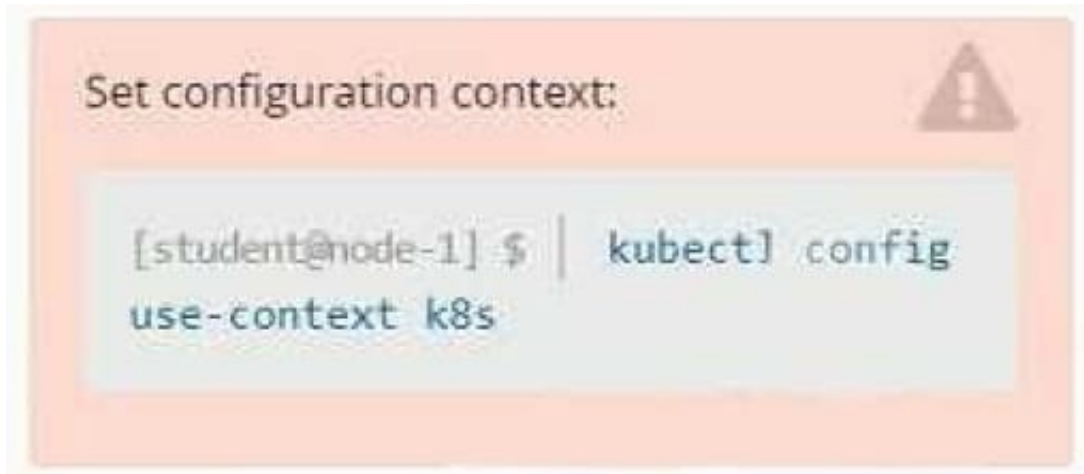 Set configuration context:
[student@node-1] $ | kubectl config
use-context k8s